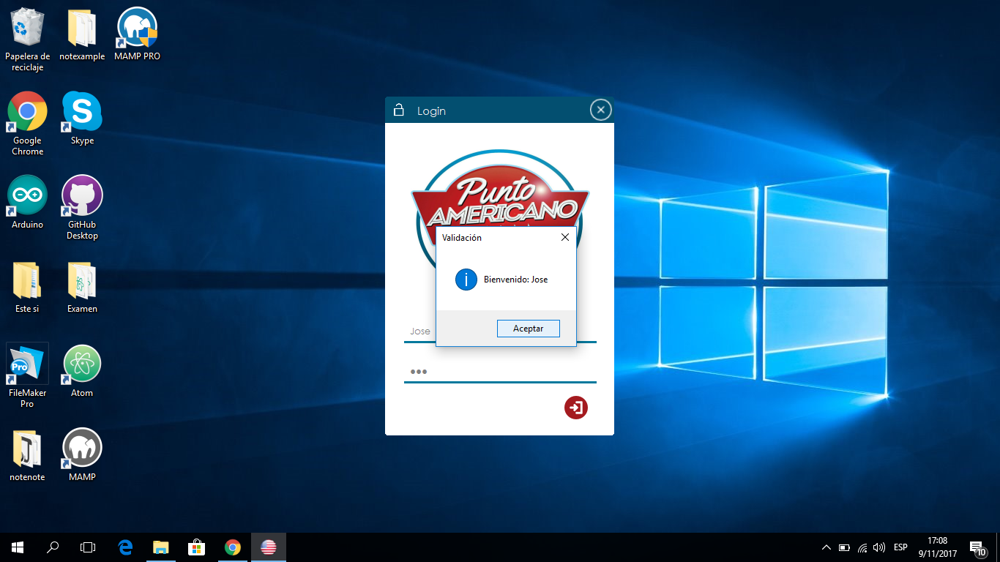 Papelera de
reciclaje
notexample
MAMP PRO
Google
Chrome
Skype
Arduino
GitHub
Desktop
Este si
Examen
Pro
FileMaker
Pro
Atom
notenote
MAMP
Login
Punto
AMERICANO
Validación
Bienvenido: Jose
Aceptar
Jose
ESP
17:08
9/11/2017
10